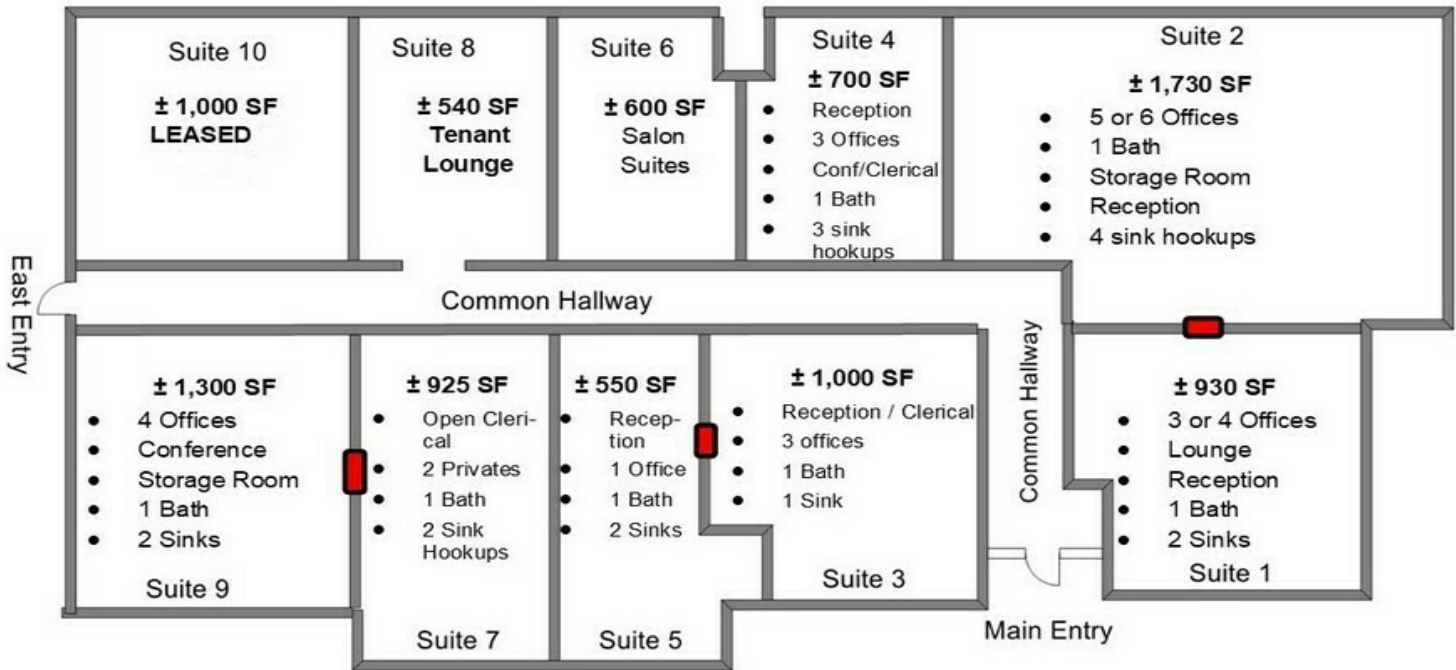 Suite 10
± 1,000 SF
LEASED
Suite 8
± 540 SF
Tenant
Lounge
Suite 6
± 600 SF
Salon
Suites
Suite 4
± 700 SF
• Reception
• 3 Offices
• Conf/Clerical
• 1 Bath
• 3 sink
hookups
Suite 2
± 1,730 SF
• 5 or 6 Offices
• 1 Bath
• Storage Room
• Reception
• 4 sink hookups
East Entry
Common Hallway
Common Hallway
± 1,300 SF
• 4 Offices
• Conference
• Storage Room
• 1 Bath
• 2 Sinks
Suite 9
± 925 SF
• Open Cleri-
cal
• 2 Privates
• 1 Bath
• 2 Sink
Hookups
Suite 7
± 550 SF
• Recep-
tion
• 1 Office
• 1 Bath
• 2 Sinks
Suite 5
± 1,000 SF
• Reception / Clerical
• 3 offices
• 1 Bath
• 1 Sink
Suite 3
± 930 SF
• 3 or 4 Offices
• Lounge
• Reception
• 1 Bath
• 2 Sinks
Suite 1
Main Entry